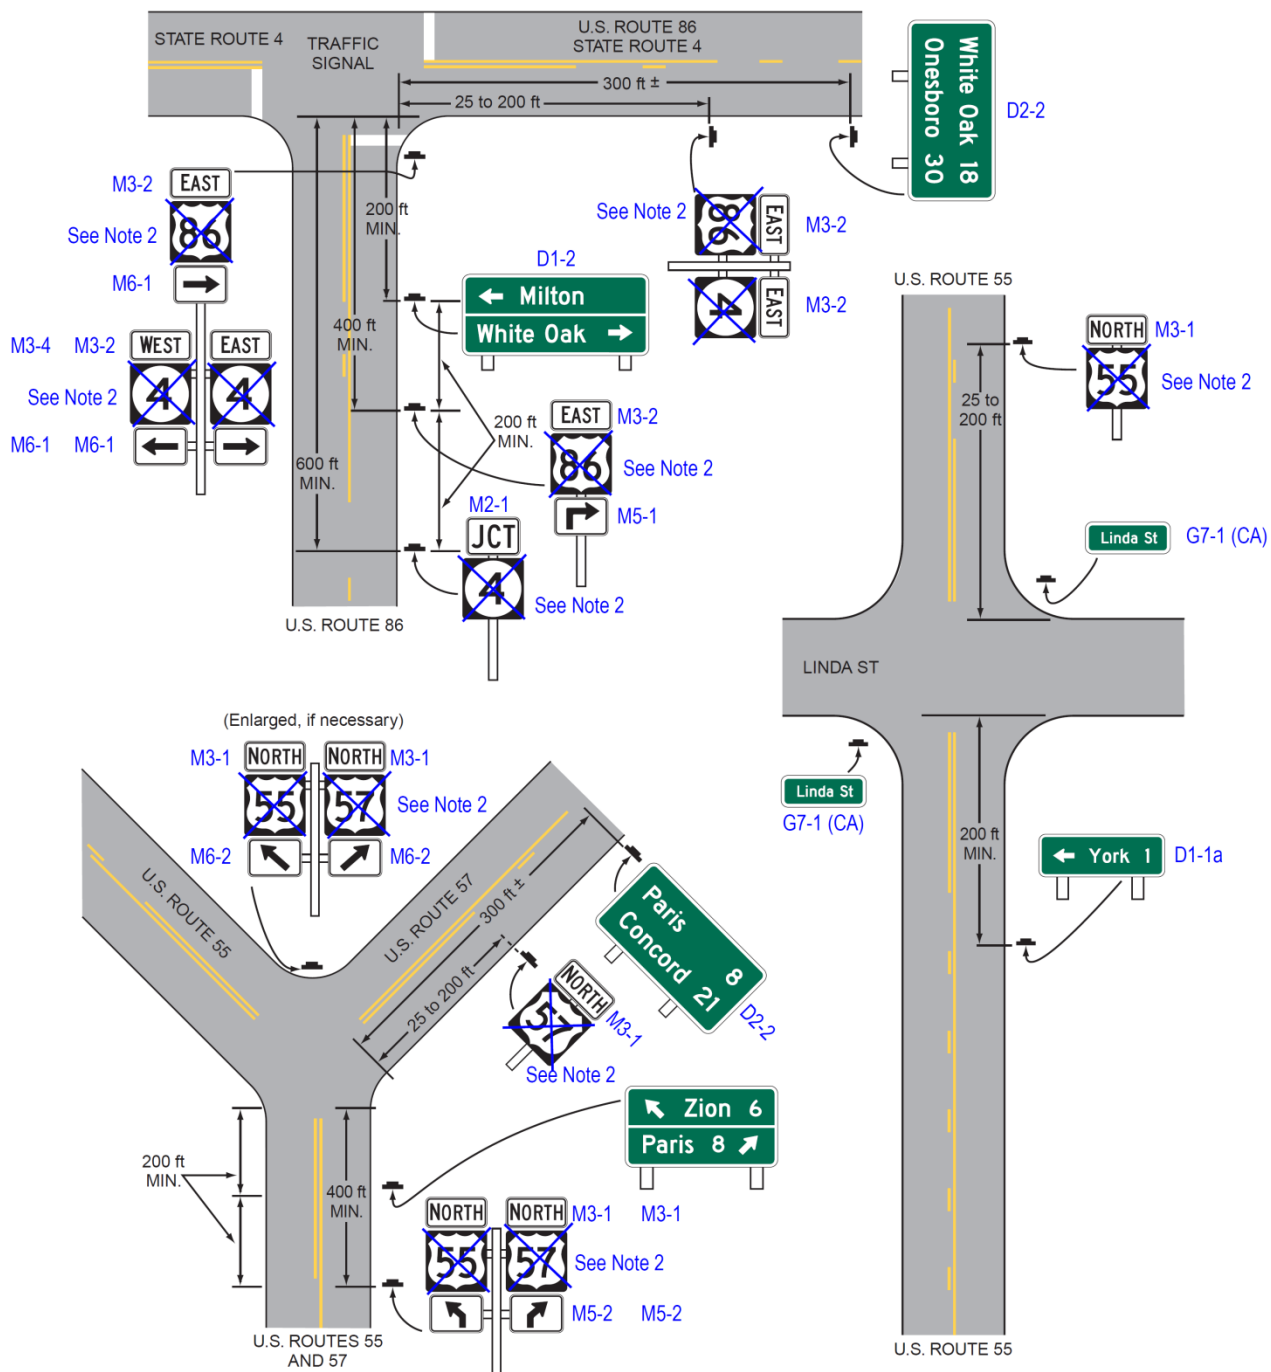 STATE ROUTE 4
TRAFFIC
SIGNAL
U.S. ROUTE 86
STATE ROUTE 4
300 ft ±
25 to 200 ft
White Oak 18
Onesboro 30
D2-2
M3-2
EAST
86
See Note 2
M6-1
200 ft
MIN.
See Note 2
86
EAST
M3-2
4
EAST
M3-2
D1-2
Milton
White Oak
400 ft
MIN.
M3-4
M3-2
WEST
EAST
See Note 2
4
4
M6-1
M6-1
200 ft
MIN.
EAST
M3-2
86
See Note 2
M5-1
600 ft
MIN.
M2-1
JCT
4
See Note 2
U.S. ROUTE 86
U.S. ROUTE 55
NORTH
M3-1
55
See Note 2
25 to
200 ft
Linda St
G7-1 (CA)
LINDA ST
Linda St
G7-1 (CA)
200 ft
MIN.
York 1
D1-1a
U.S. ROUTE 55
(Enlarged, if necessary)
M3-1
NORTH
NORTH
M3-1
55
57
See Note 2
M6-2
M6-2
U.S. ROUTE 55
U.S. ROUTE 57
300 ft ±
25 to 200 ft
Paris 8
Concord 21
D2-2
NORTH
M3-1
57
See Note 2
Zion 6
Paris 8
200 ft
MIN.
400 ft
MIN.
NORTH
NORTH
M3-1
M3-1
55
57
See Note 2
M5-2
M5-2
U.S. ROUTES 55
AND 57